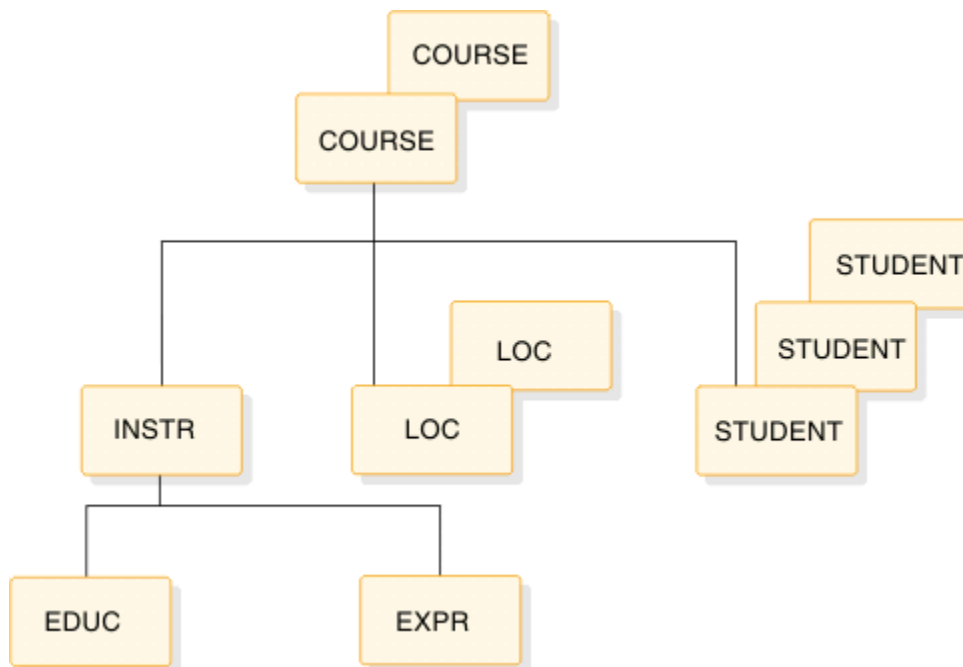 COURSE
COURSE
STUDENT
STUDENT
LOC
INSTR
LOC
STUDENT
EDUC
EXPR